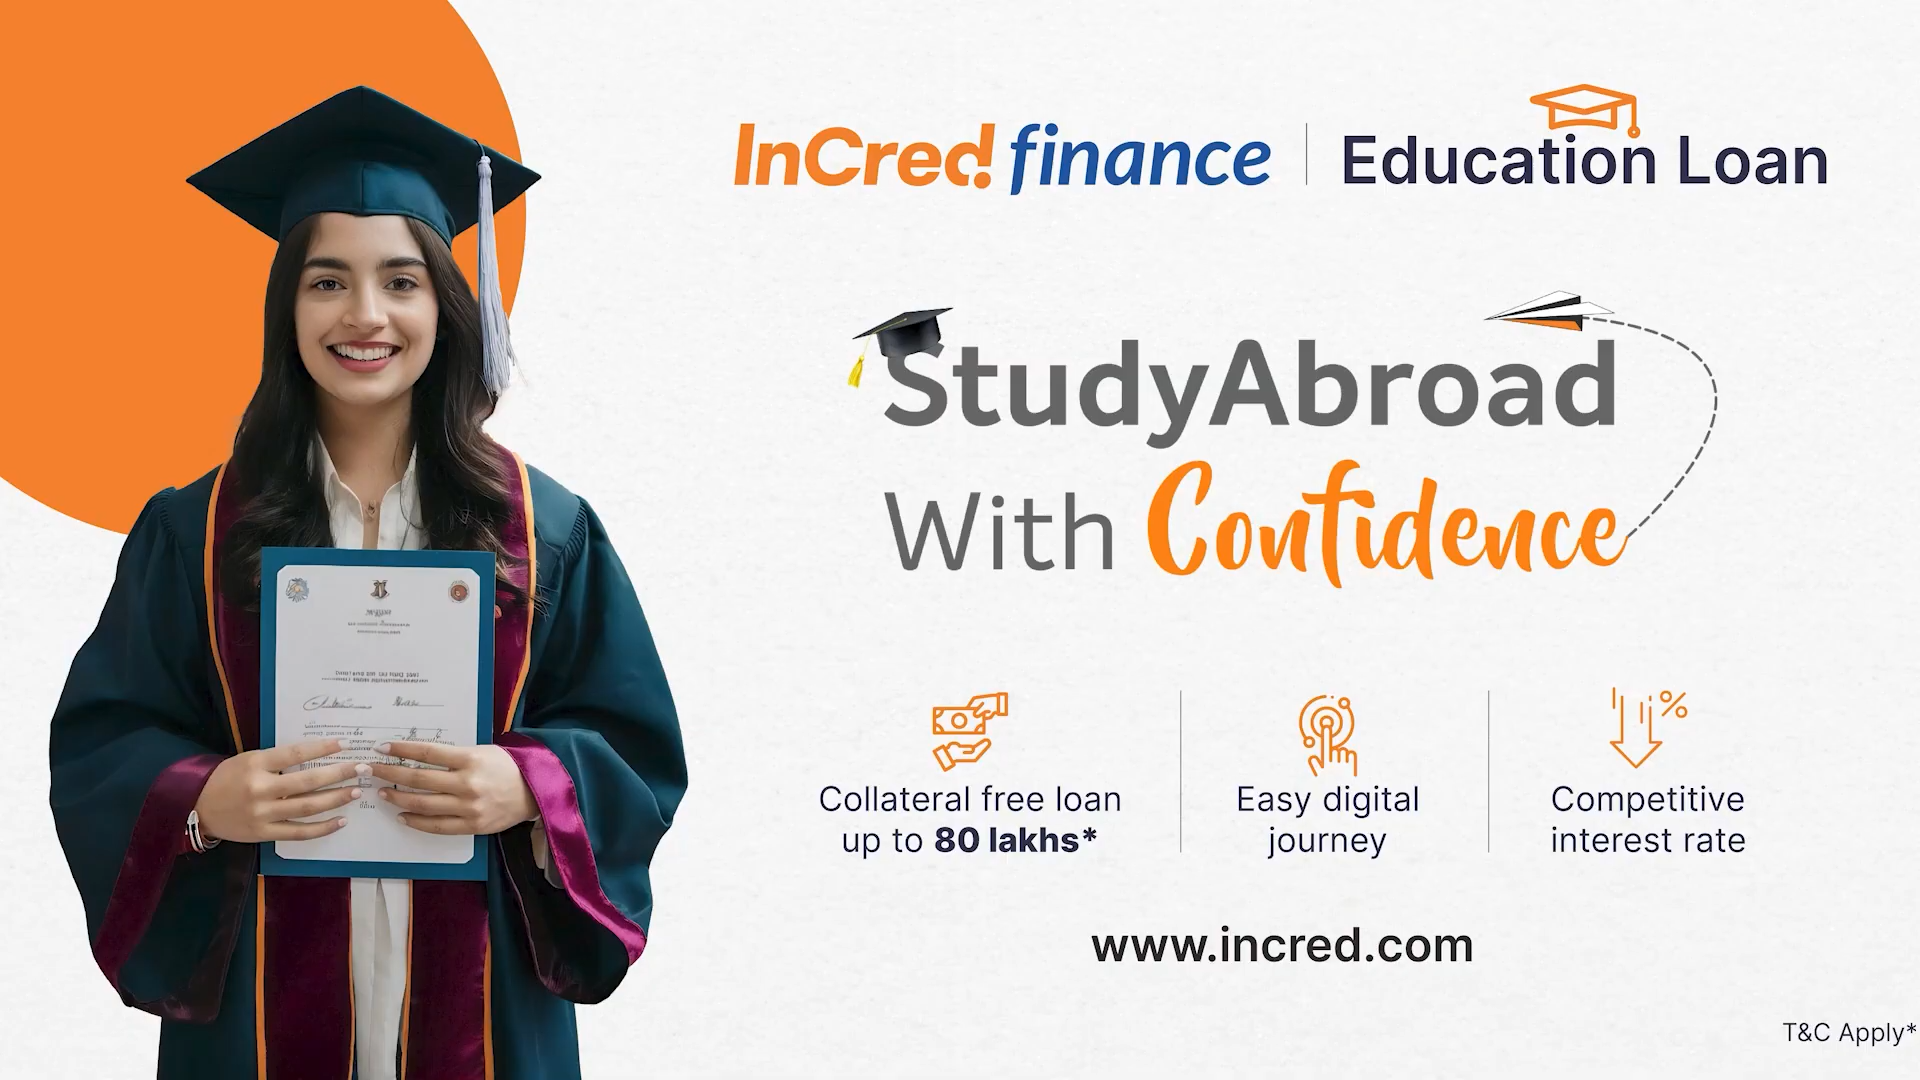 InCred! finance | Education Loan
StudyAbroad
With Confidence
Collateral free loan
up to 80 lakhs*
Easy digital
journey
Competitive
interest rate
www.incred.com
T&C Apply*